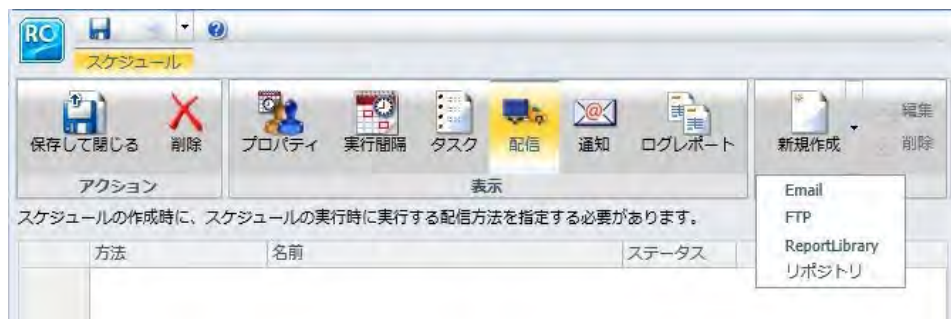 RC
スケジュール
保存して閉じる 削除 プロパティ 実行間隔 タスク 配信 通知 ログレポート 新規作成 編集
削除
アクション 表示
Email
FTP
ReportLibrary
リポジトリ
スケジュールの作成時に、スケジュールの実行時に実行する配信方法を指定する必要があります。
方法 名前 ステータス